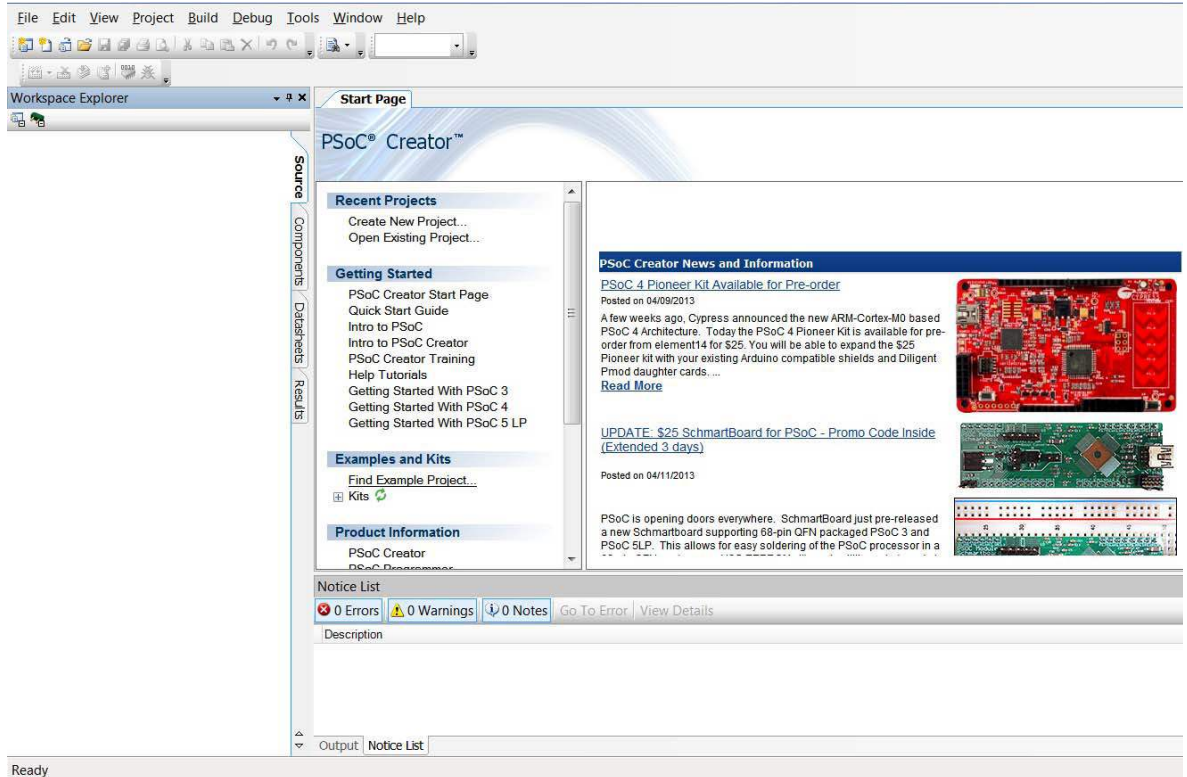 File Edit View Project Build Debug Tools Window Help
Workspace Explorer
Source
Components
Datasheets
Results
Start Page
PSoC® Creator™
Recent Projects
Create New Project...
Open Existing Project...
Getting Started
PSoC Creator Start Page
Quick Start Guide
Intro to PSoC
Intro to PSoC Creator
PSoC Creator Training
Help Tutorials
Getting Started With PSoC 3
Getting Started With PSoC 4
Getting Started With PSoC 5 LP
Examples and Kits
Find Example Project...
Kits
Product Information
PSoC Creator
PSoC Programmer
PSoC Creator News and Information
PSoC 4 Pioneer Kit Available for Pre-order
Posted on 04/09/2013
A few weeks ago, Cypress announced the new ARM-Cortex-M0 based
PSoC 4 Architecture. Today the PSoC 4 Pioneer Kit is available for pre-
order from element14 for $25. You will be able to expand the $25
Pioneer kit with your existing Arduino compatible shields and Diligent
Pmod daughter cards. ...
Read More
UPDATE: $25 SchmartBoard for PSoC - Promo Code Inside
(Extended 3 days)
Posted on 04/11/2013
PSoC is opening doors everywhere. SchmartBoard just pre-released
a new Schmartboard supporting 68-pin QFN packaged PSoC 3 and
PSoC 5LP. This allows for easy soldering of the PSoC processor in a
Notice List
0 Errors 0 Warnings 0 Notes Go To Error View Details
Description
Output Notice List
Ready